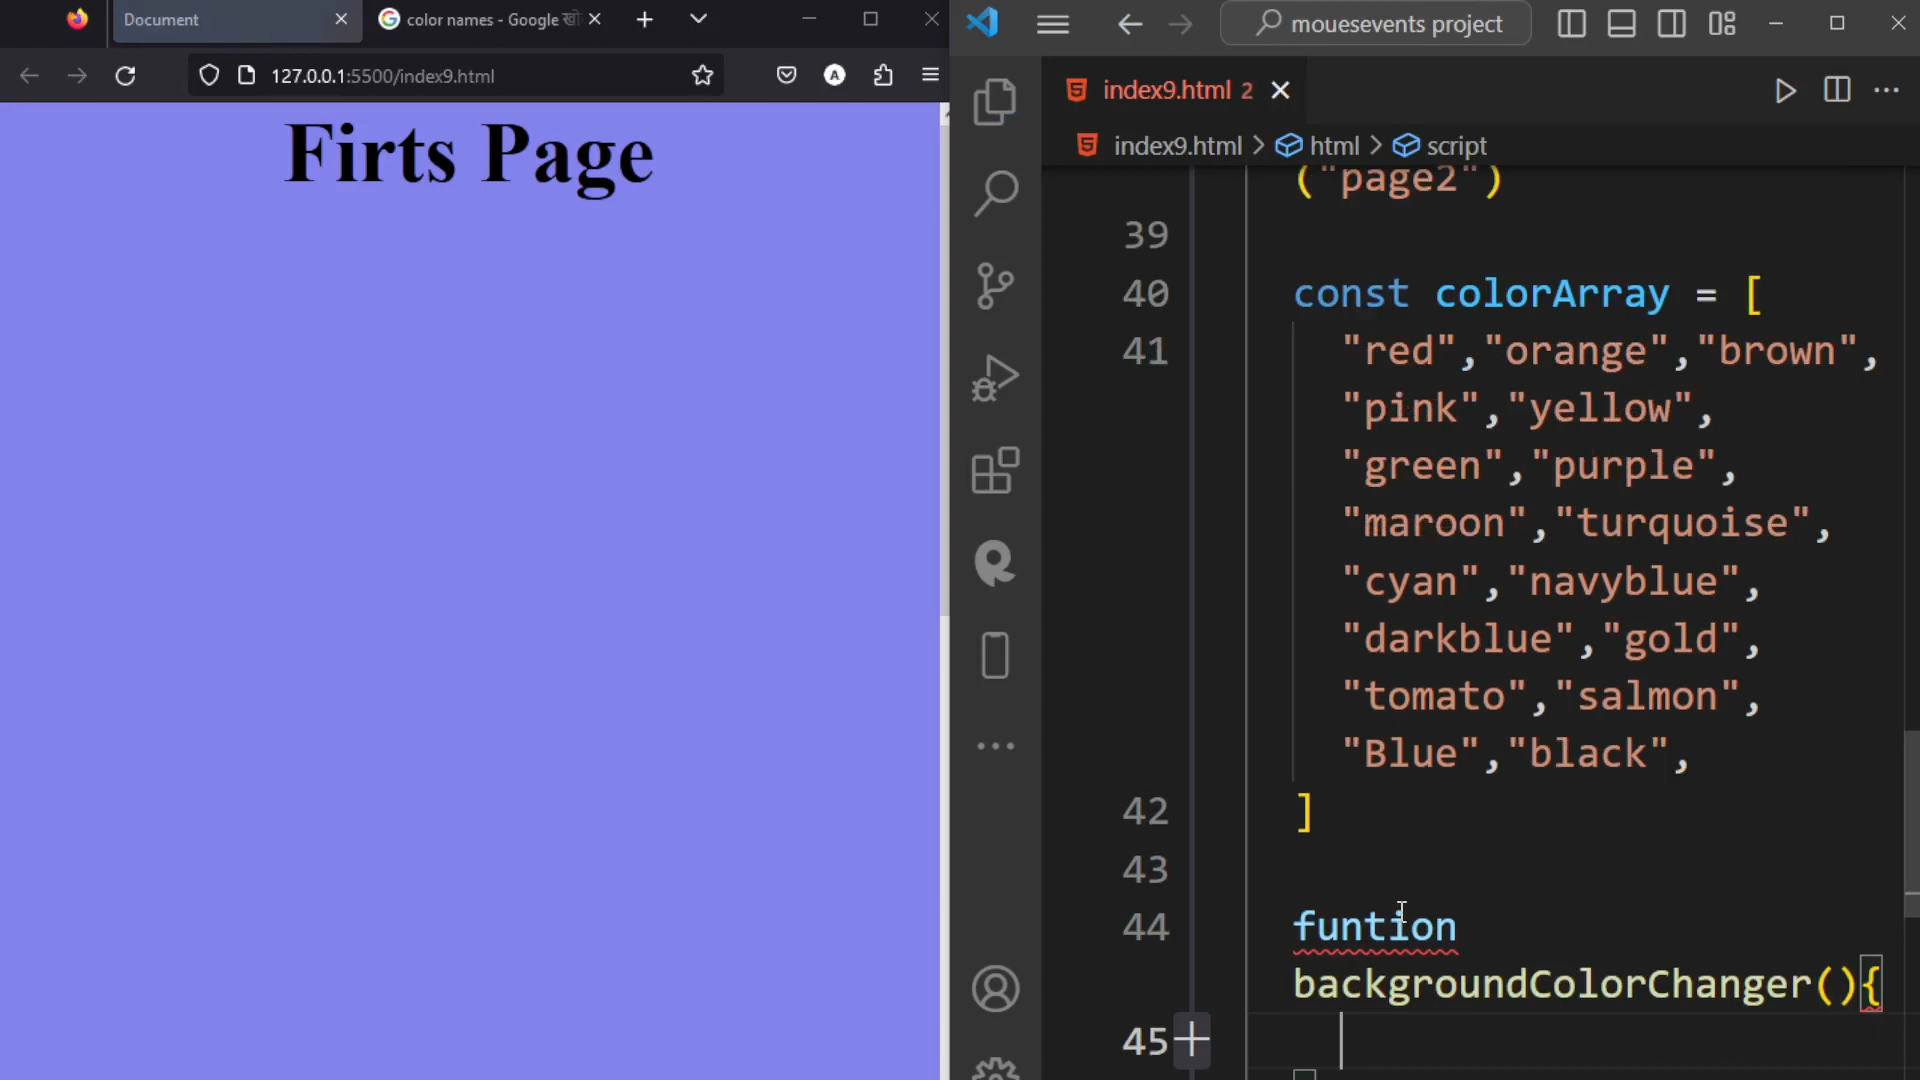 Document
color names - Google खो
127.0.0.1:5500/index9.html
A
Firts Page
mouesevents project
index9.html 2
index9.html > html > script
("page2")
39
40 const colorArray = [
41 "red","orange","brown",
"pink","yellow",
"green","purple",
"maroon","turquoise",
"cyan","navyblue",
"darkblue","gold",
"tomato","salmon",
"Blue","black",
42 ]
43
44 funtion
backgroundColorChanger(){
45